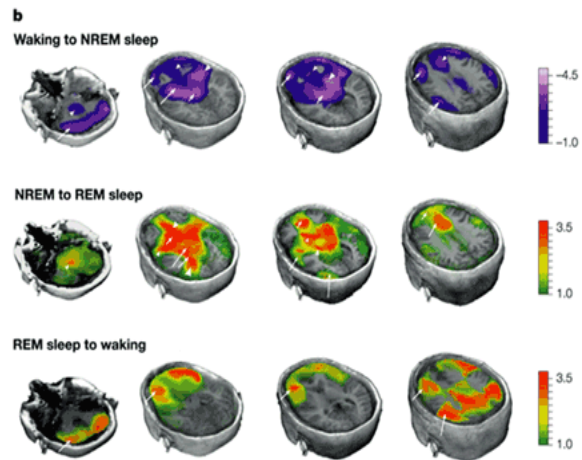 b
Waking to NREM sleep
−4.5
−1.0
NREM to REM sleep
3.5
1.0
REM sleep to waking
3.5
1.0